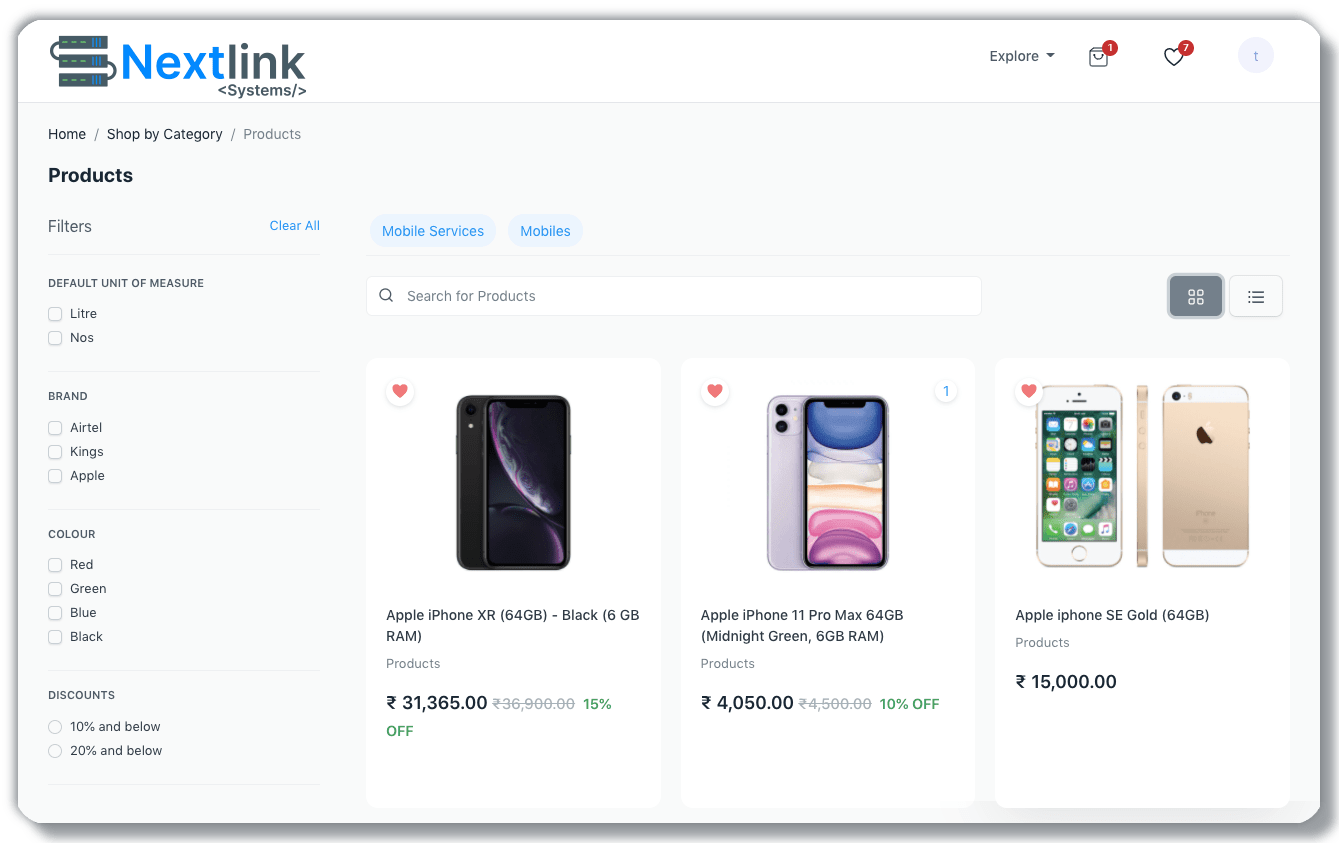 Nextlink
<Systems/>
Explore
1
7
t
Home / Shop by Category / Products
Products
Filters
Clear All
DEFAULT UNIT OF MEASURE
Litre
Nos
BRAND
Airtel
Kings
Apple
COLOUR
Red
Green
Blue
Black
DISCOUNTS
10% and below
20% and below
Mobile Services
Mobiles
Search for Products
Apple iPhone XR (64GB) - Black (6 GB
RAM)
Products
₹ 31,365.00 ₹36,900.00 15%
OFF
1
Apple iPhone 11 Pro Max 64GB
(Midnight Green, 6GB RAM)
Products
₹ 4,050.00 ₹4,500.00 10% OFF
iPhone
Apple iphone SE Gold (64GB)
Products
₹ 15,000.00